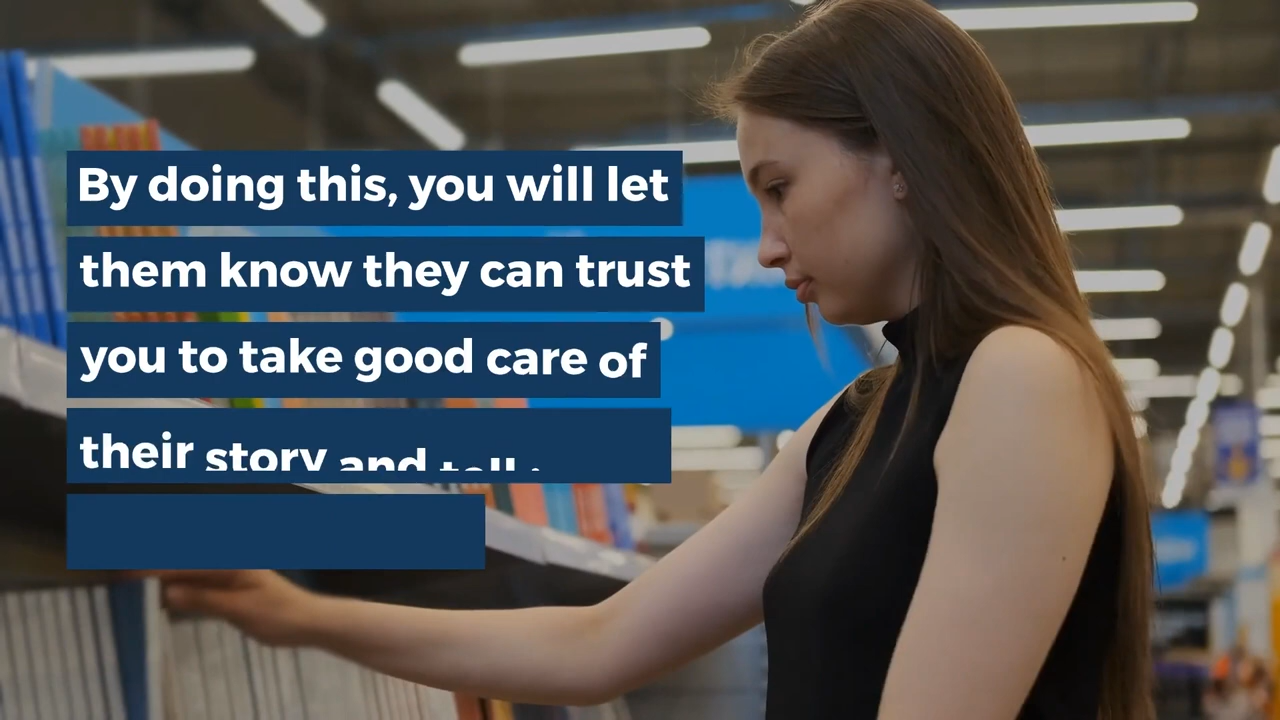 By doing this, you will let
them know they can trust
you to take good care of
their story and tell